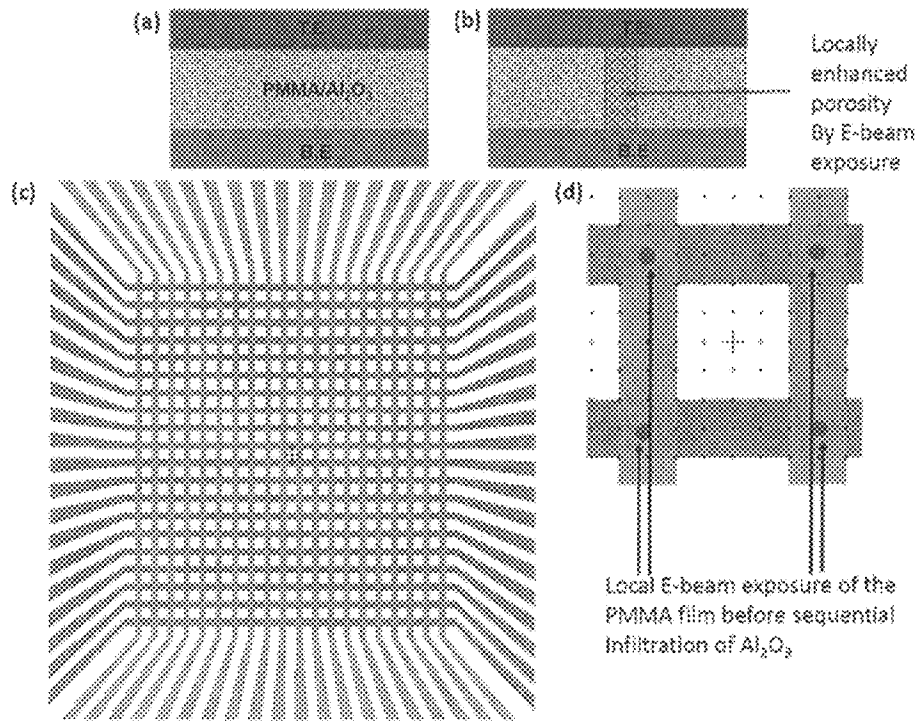 (a)
(b)
T.E
T.E
PMMA/Al₂O₃
B.E
B.E
Locally
enhanced
porosity
By E-beam
exposure
(c)
(d)
Local E-beam exposure of the
PMMA film before sequential
Infiltration of Al₂O₃